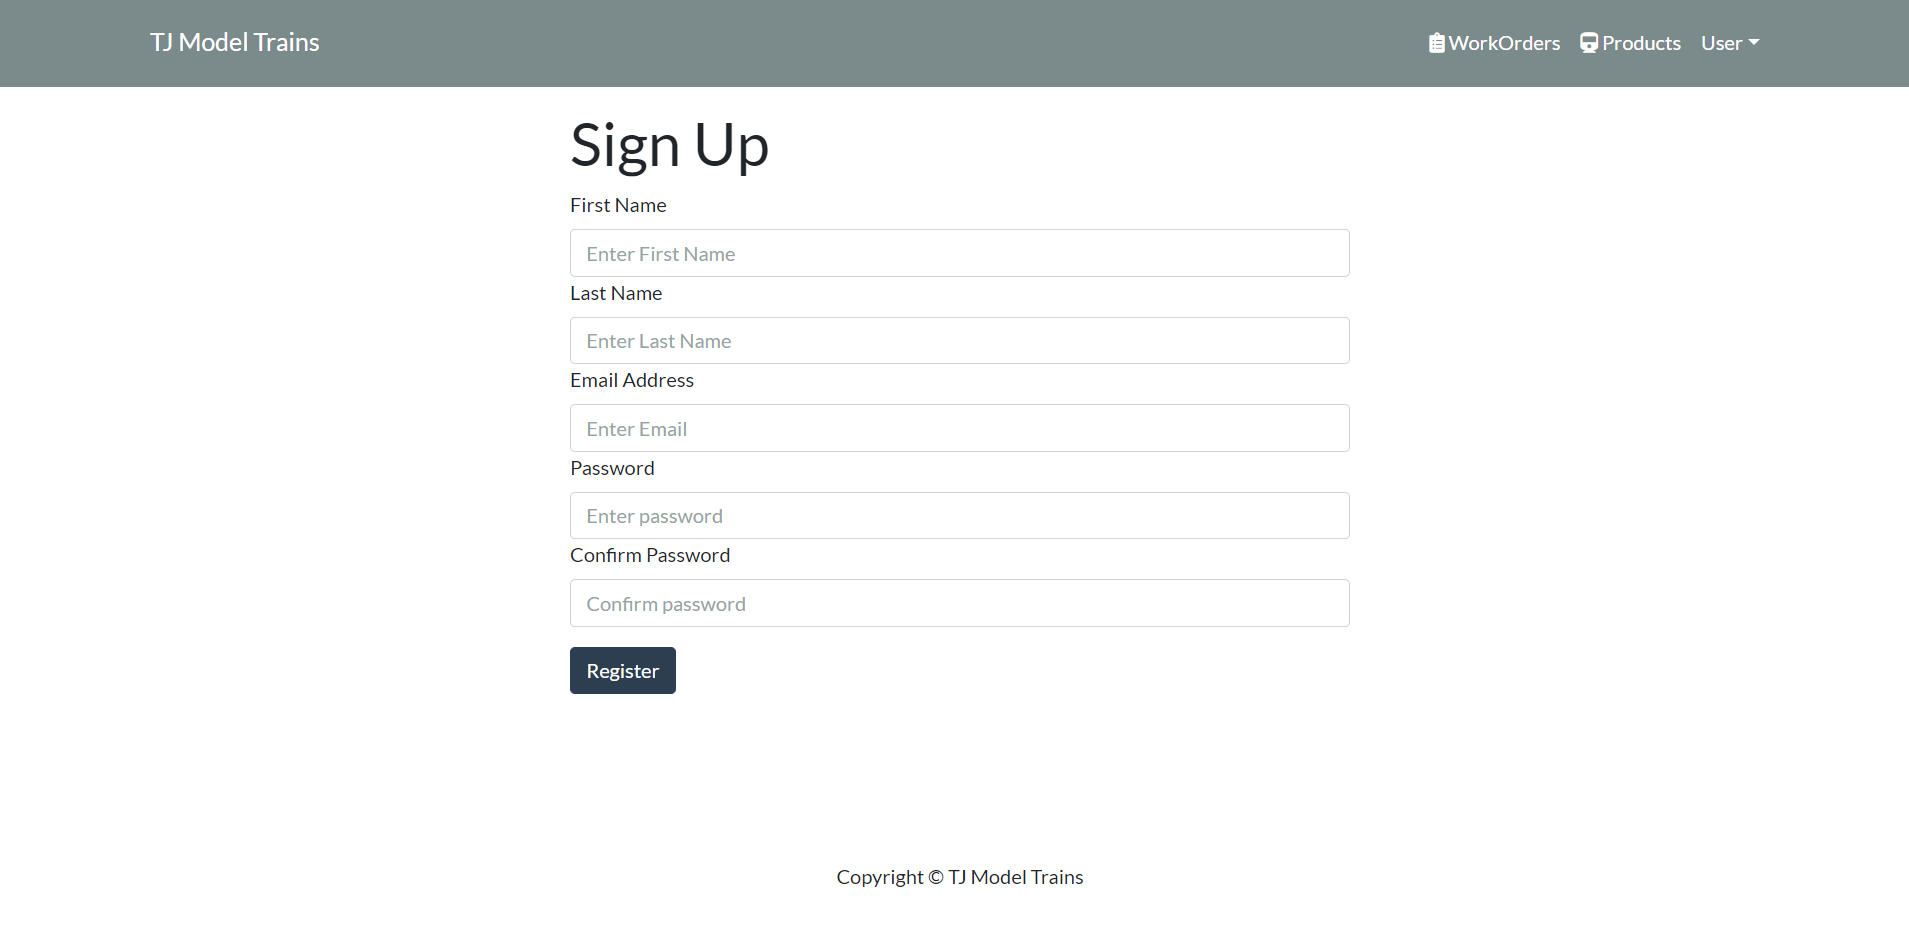 TJ Model Trains
WorkOrders Products User
Sign Up
First Name
Enter First Name
Last Name
Enter Last Name
Email Address
Enter Email
Password
Enter password
Confirm Password
Confirm password
Register
Copyright © TJ Model Trains